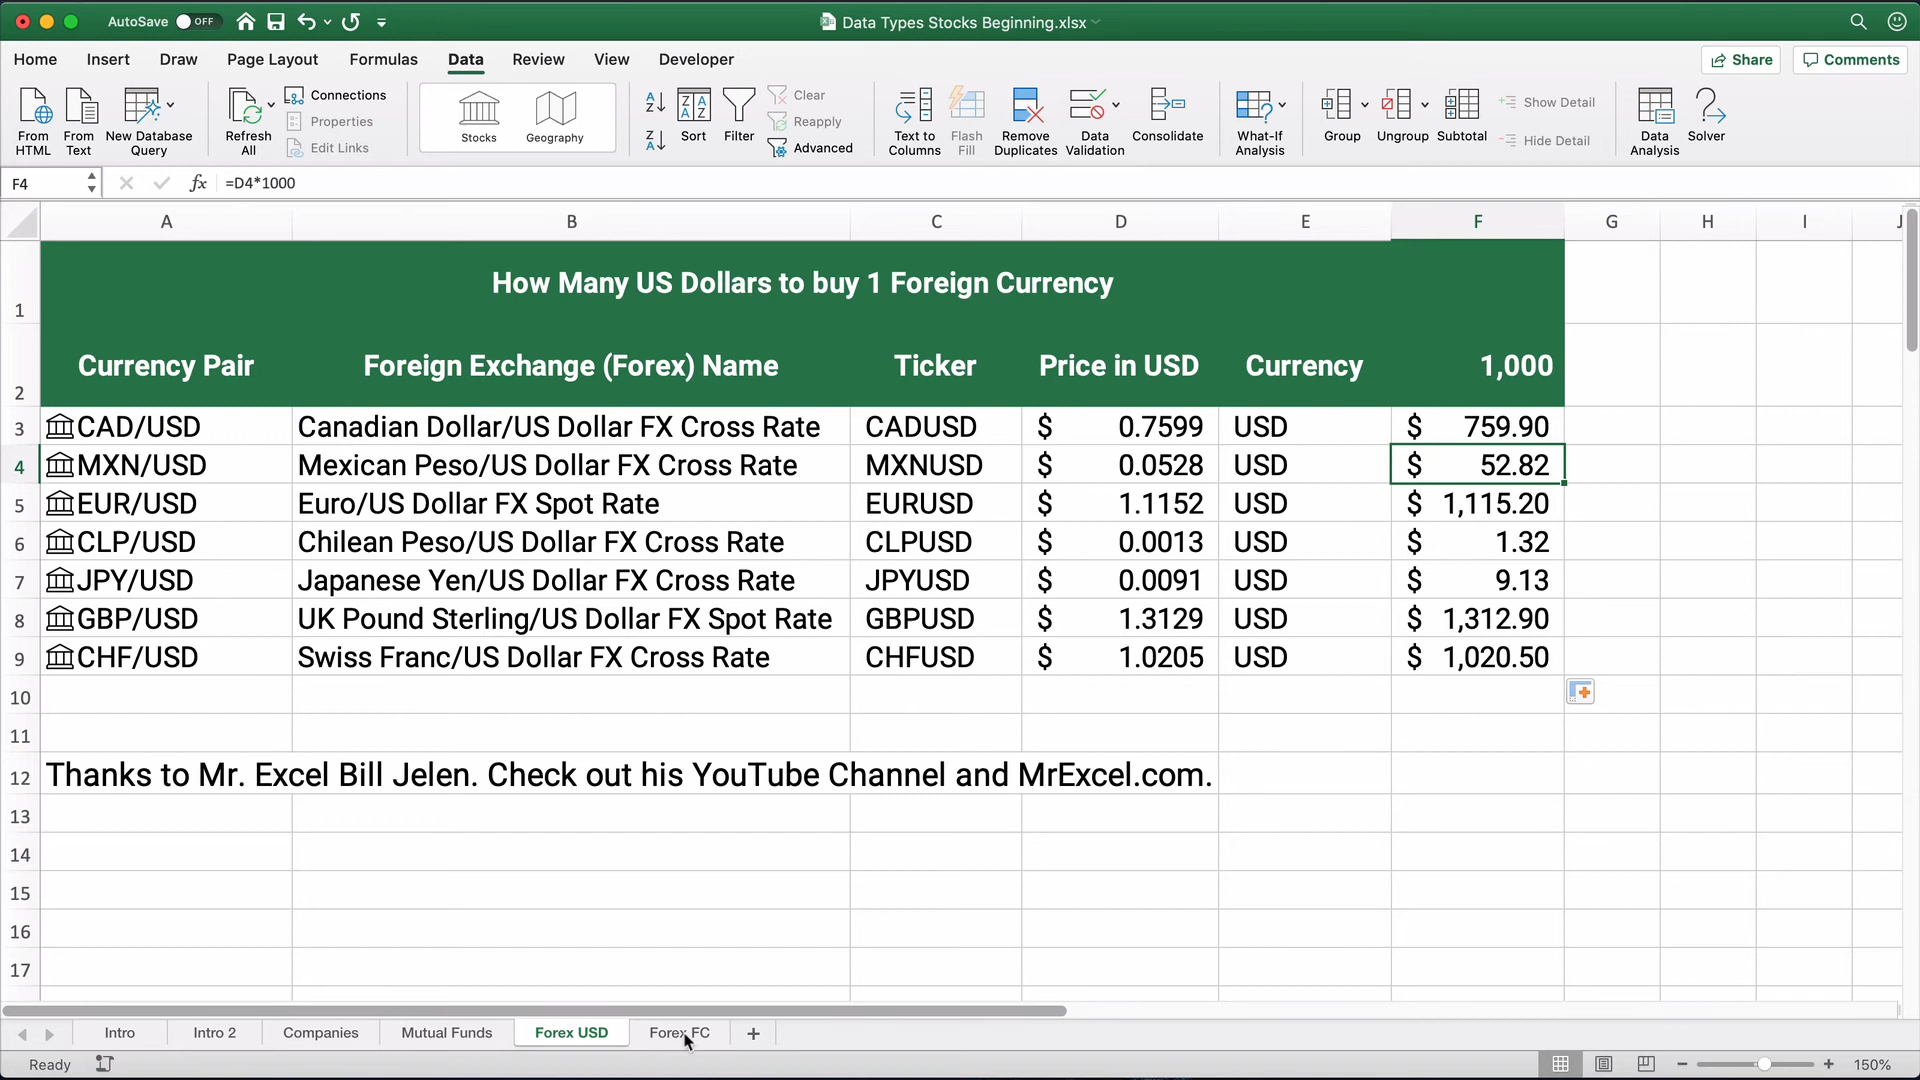 AutoSave OFF Data Types Stocks Beginning.xlsx
Home Insert Draw Page Layout Formulas Data Review View Developer Share Comments
From HTML
From Text
New Database Query
Refresh All
Connections
Properties
Edit Links
Stocks
Geography
Sort
Filter
Clear
Reapply
Advanced
Text to Columns
Flash Fill
Remove Duplicates
Data Validation
Consolidate
What-If Analysis
Group
Ungroup
Subtotal
Show Detail
Hide Detail
Data Analysis
Solver
F4 fx =D4*1000
A B C D E F G H I J
1 How Many US Dollars to buy 1 Foreign Currency
2 Currency Pair Foreign Exchange (Forex) Name Ticker Price in USD Currency 1,000
3 CAD/USD Canadian Dollar/US Dollar FX Cross Rate CADUSD $ 0.7599 USD $ 759.90
4 MXN/USD Mexican Peso/US Dollar FX Cross Rate MXNUSD $ 0.0528 USD $ 52.82
5 EUR/USD Euro/US Dollar FX Spot Rate EURUSD $ 1.1152 USD $ 1,115.20
6 CLP/USD Chilean Peso/US Dollar FX Cross Rate CLPUSD $ 0.0013 USD $ 1.32
7 JPY/USD Japanese Yen/US Dollar FX Cross Rate JPYUSD $ 0.0091 USD $ 9.13
8 GBP/USD UK Pound Sterling/US Dollar FX Spot Rate GBPUSD $ 1.3129 USD $ 1,312.90
9 CHF/USD Swiss Franc/US Dollar FX Cross Rate CHFUSD $ 1.0205 USD $ 1,020.50
10
11
12 Thanks to Mr. Excel Bill Jelen. Check out his YouTube Channel and MrExcel.com.
13
14
15
16
17
Intro Intro 2 Companies Mutual Funds Forex USD Forex FC +
Ready 150%